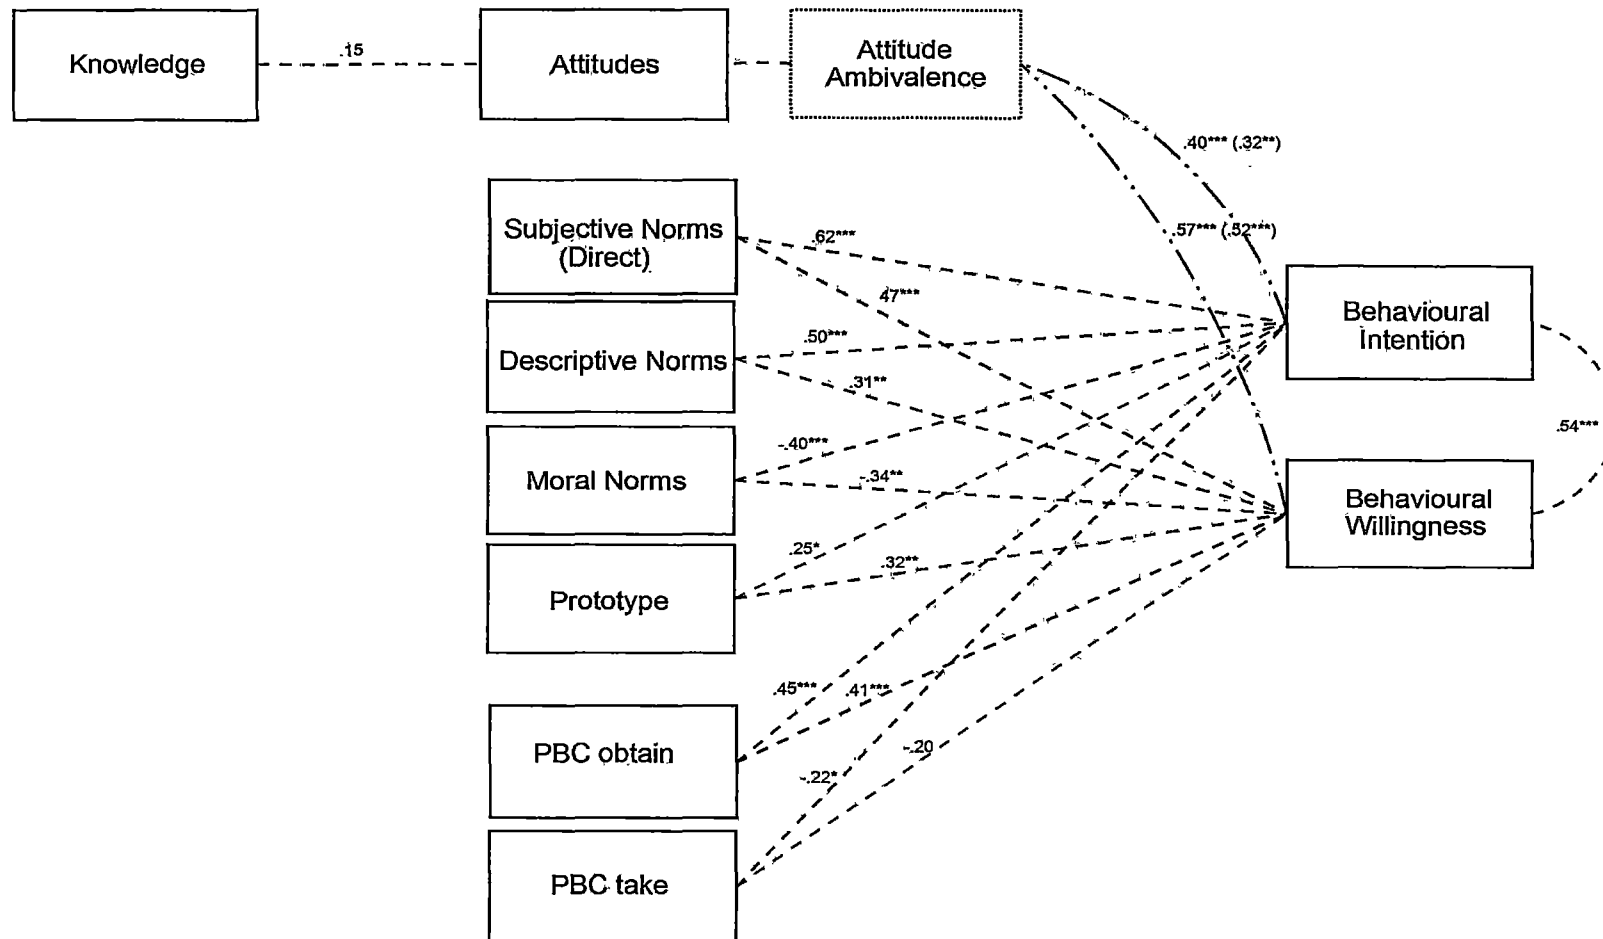 Knowledge
.15
Attitudes
Attitude
Ambivalence
.40*** (.32**)
.57*** (.52***)
Subjective Norms
(Direct)
.62***
.47***
Descriptive Norms
.50***
.31**
Moral Norms
-.40***
-.34**
Prototype
.25*
.32**
PBC obtain
.45***
.41***
PBC take
-.22*
-.20
Behavioural
Intention
.54***
Behavioural
Willingness